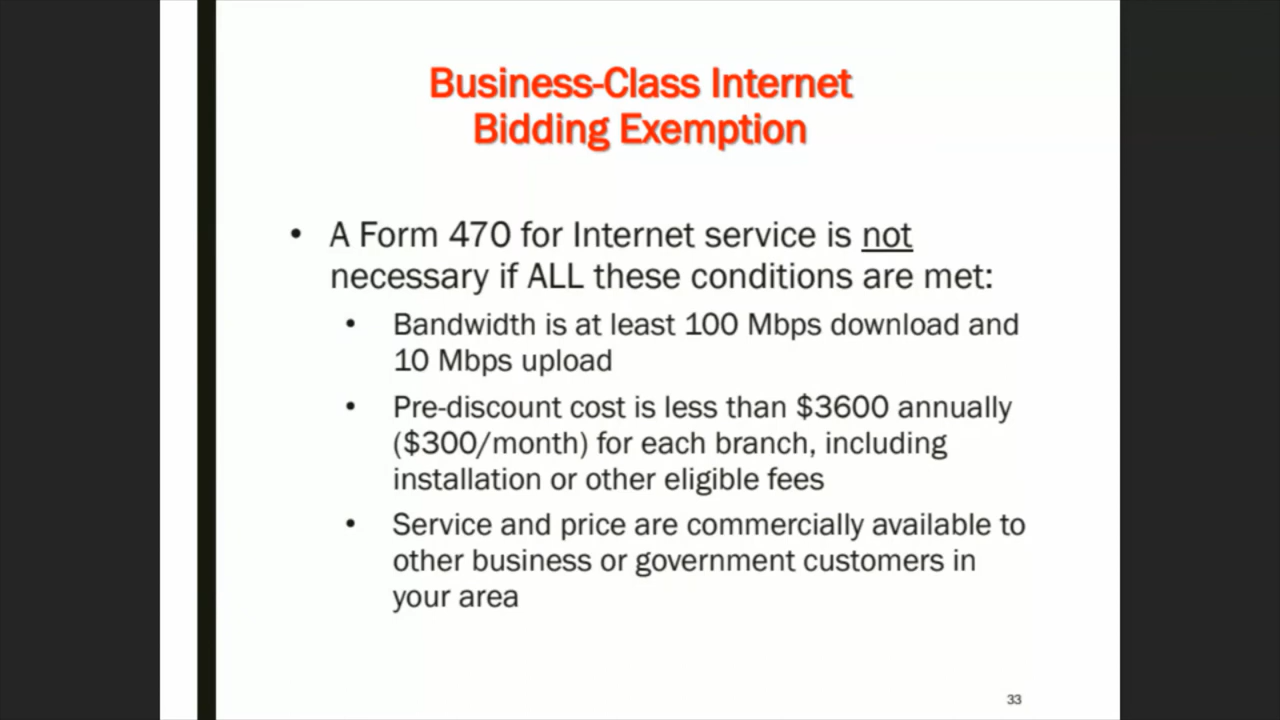 Business-Class Internet
Bidding Exemption
• A Form 470 for Internet service is not
necessary if ALL these conditions are met:
• Bandwidth is at least 100 Mbps download and
10 Mbps upload
• Pre-discount cost is less than $3600 annually
($300/month) for each branch, including
installation or other eligible fees
• Service and price are commercially available to
other business or government customers in
your area
33